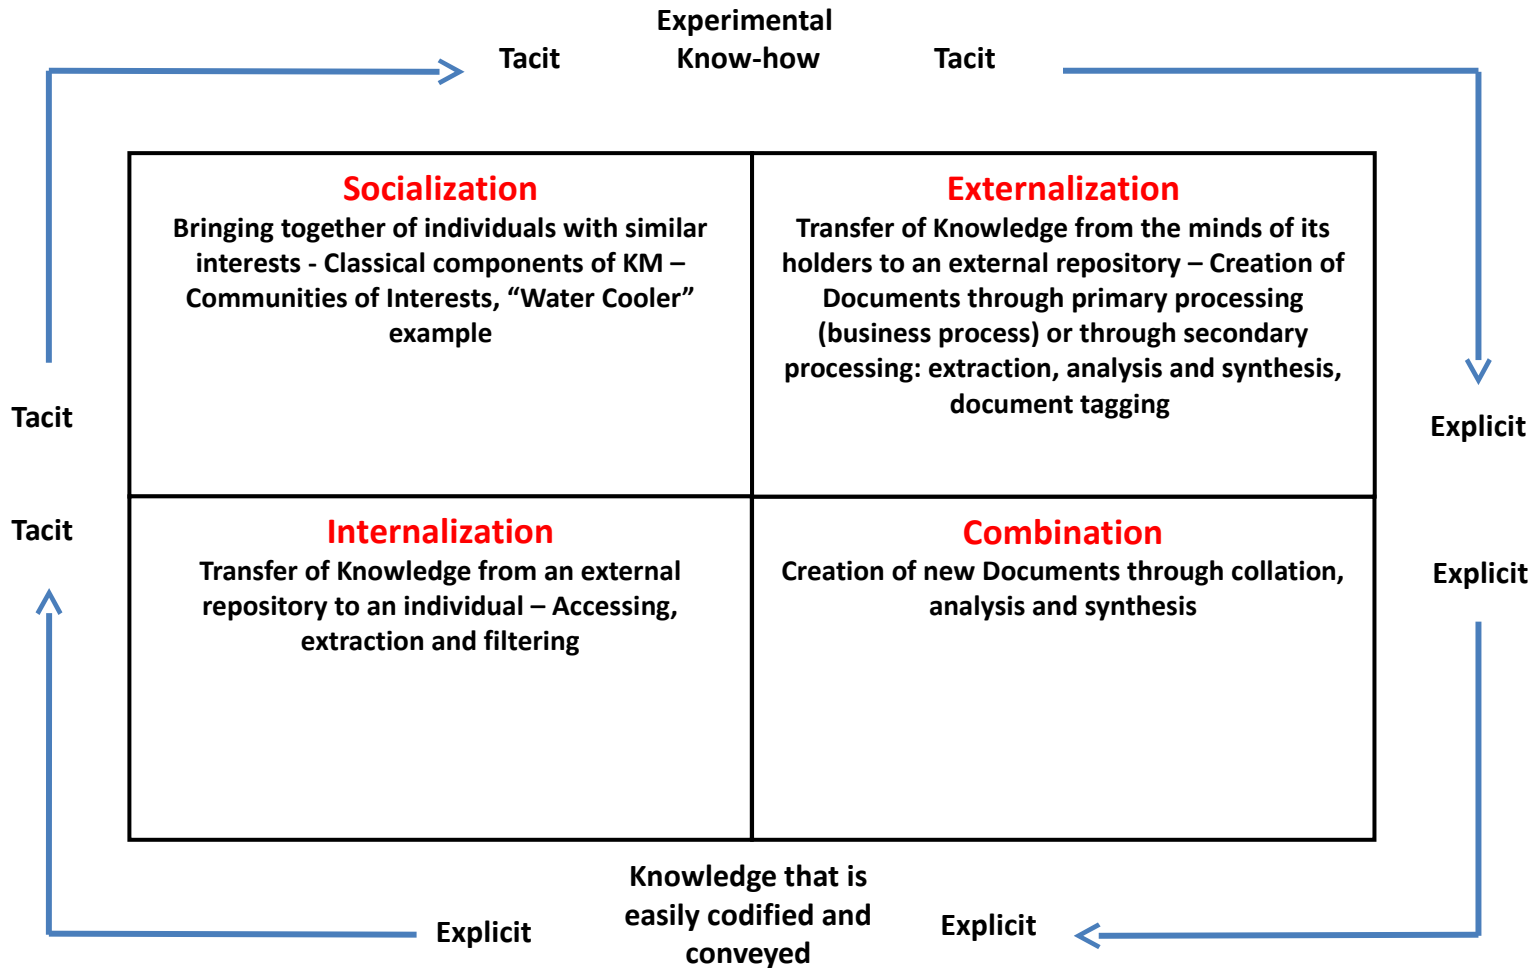 Experimental
Know-how
Tacit
Tacit
Socialization
Bringing together of individuals with similar
interests - Classical components of KM –
Communities of Interests, “Water Cooler”
example
Externalization
Transfer of Knowledge from the minds of its
holders to an external repository – Creation of
Documents through primary processing
(business process) or through secondary
processing: extraction, analysis and synthesis,
document tagging
Tacit
Explicit
Tacit
Internalization
Transfer of Knowledge from an external
repository to an individual – Accessing,
extraction and filtering
Combination
Creation of new Documents through collation,
analysis and synthesis
Explicit
Explicit
Knowledge that is
easily codified and
conveyed
Explicit